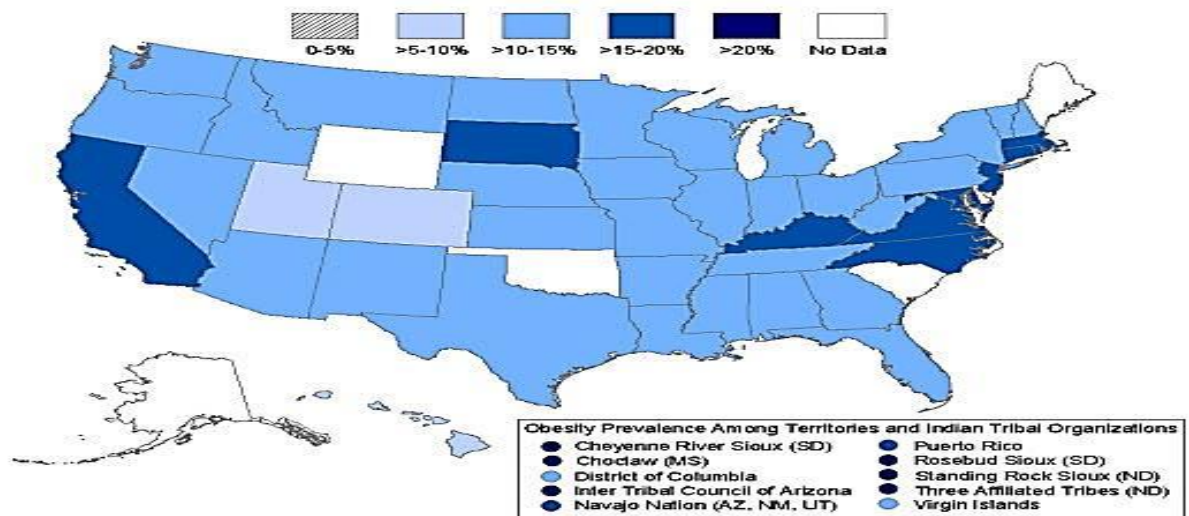 0-5% >5-10% >10-15% >15-20% >20% No Data
Obesity Prevalence Among Territories and Indian Tribal Organizations
Cheyenne River Sioux (SD)
Choctaw (MS)
District of Columbia
Inter Tribal Council of Arizona
Navajo Nation (AZ, NM, UT)
Puerto Rico
Rosebud Sioux (SD)
Standing Rock Sioux (ND)
Three Affiliated Tribes (ND)
Virgin Islands